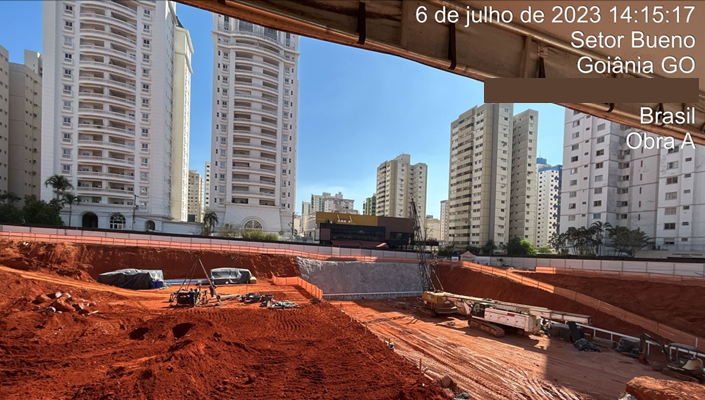 6 de julho de 2023 14:15:17
Setor Bueno
Goiânia GO
Brasil
Obra A